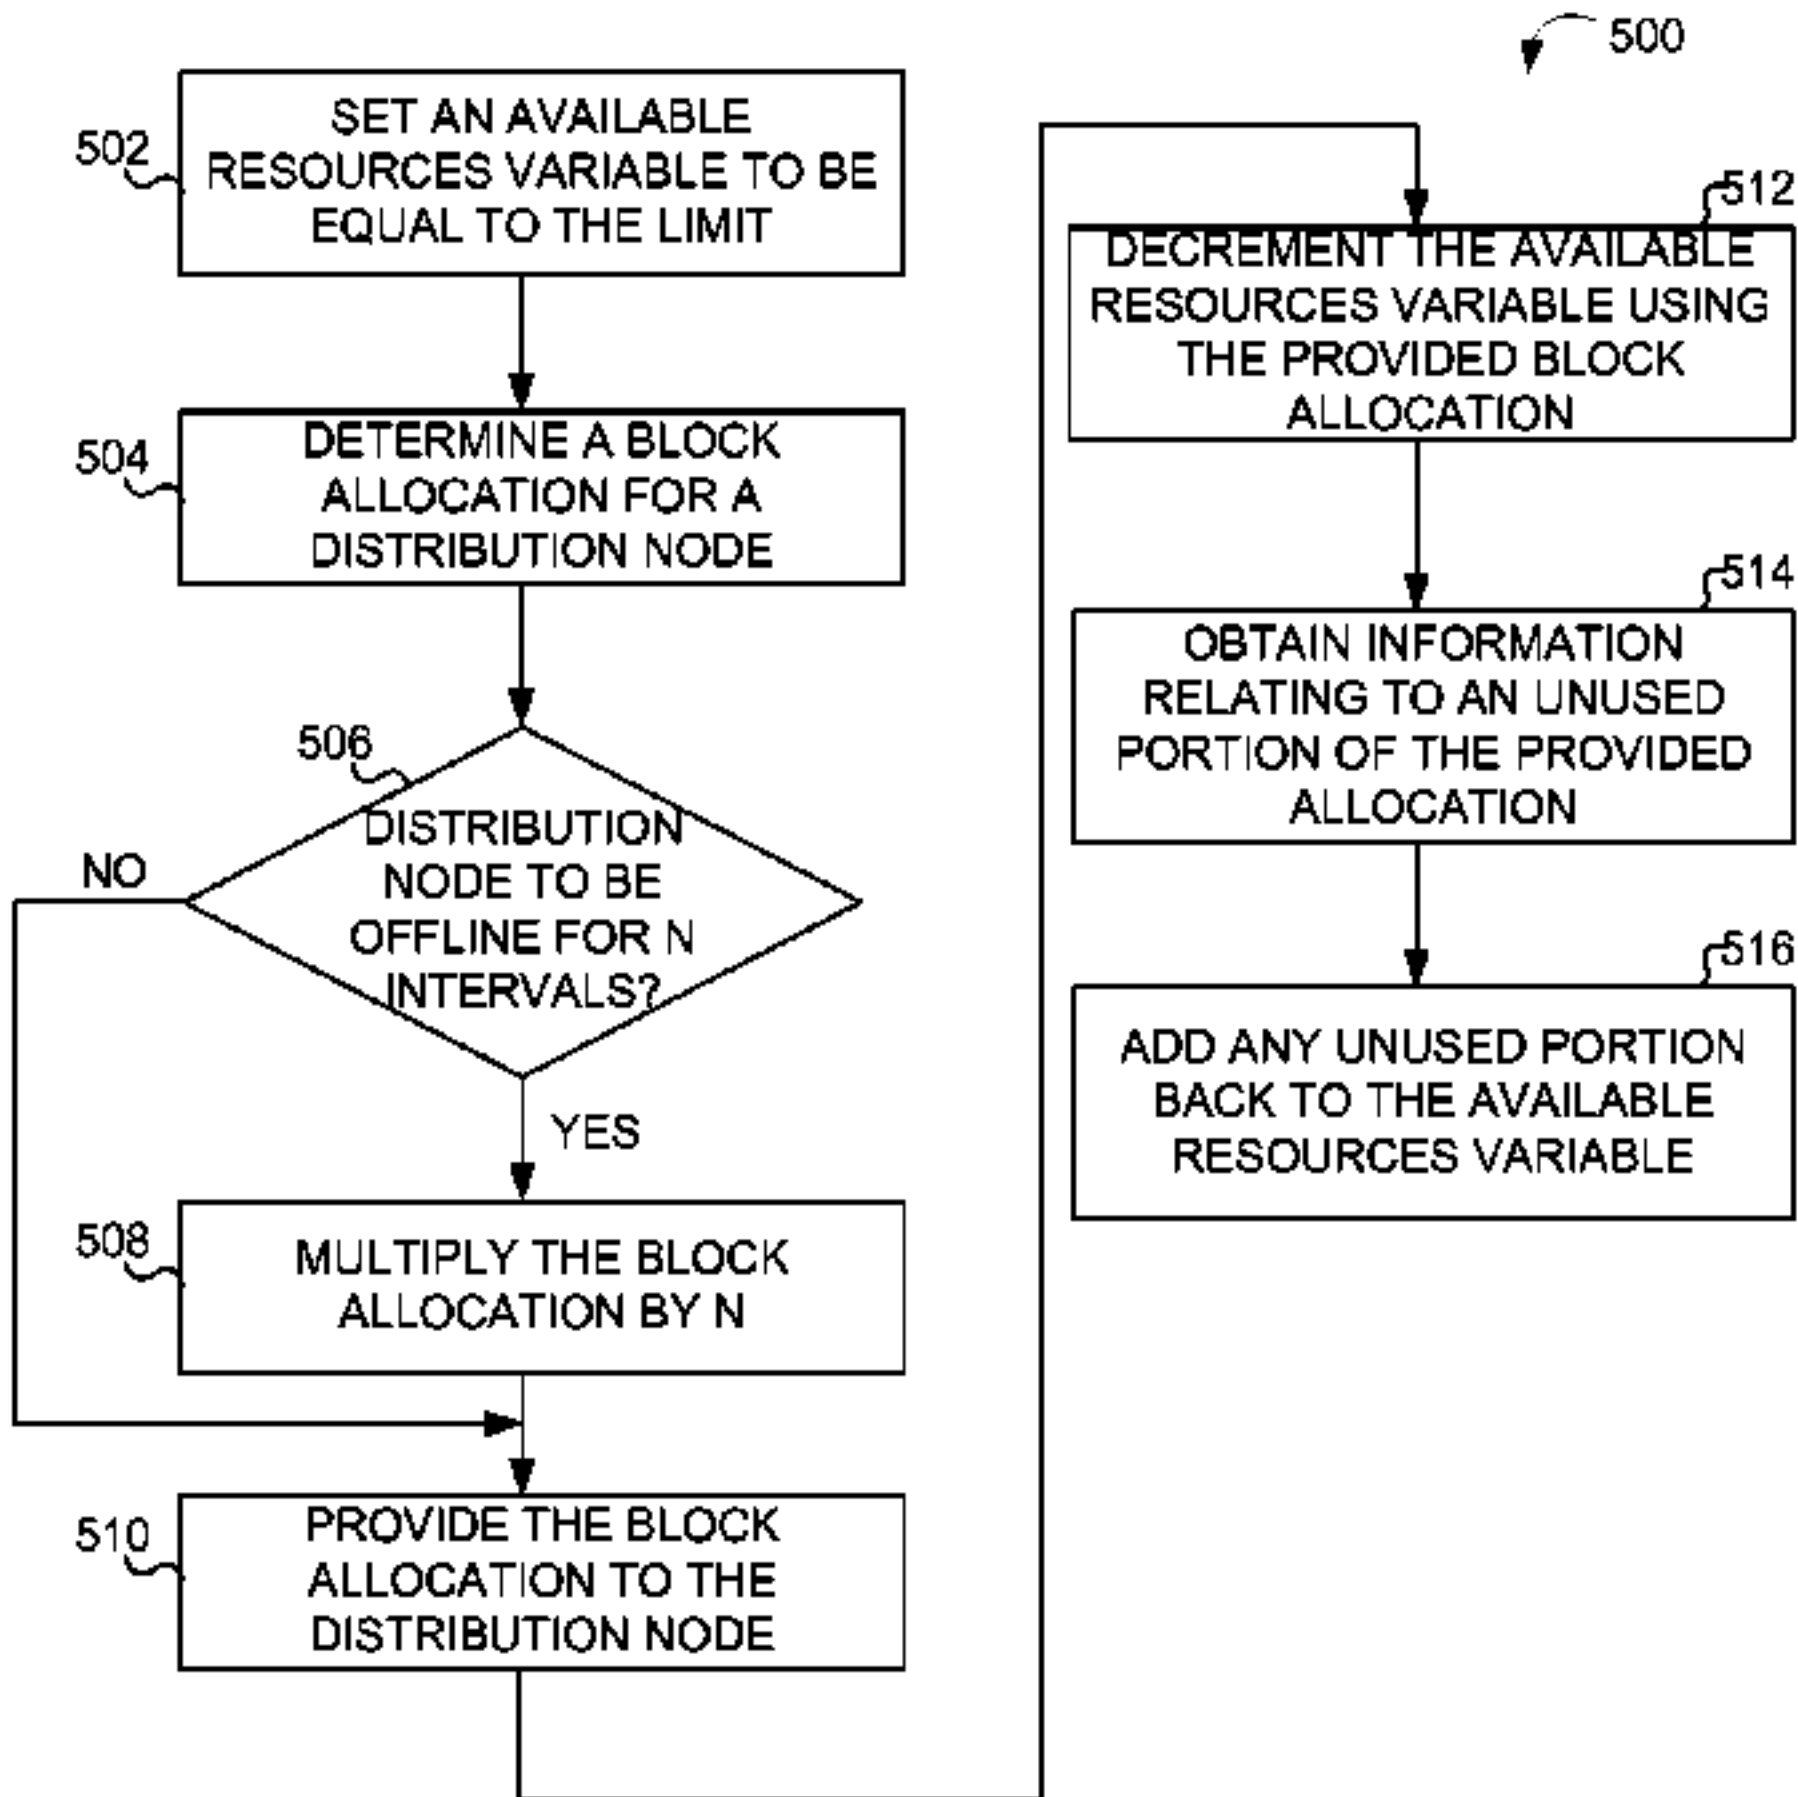 500
502
SET AN AVAILABLE
RESOURCES VARIABLE TO BE
EQUAL TO THE LIMIT
504
DETERMINE A BLOCK
ALLOCATION FOR A
DISTRIBUTION NODE
506
DISTRIBUTION
NODE TO BE
OFFLINE FOR N
INTERVALS?
NO
YES
508
MULTIPLY THE BLOCK
ALLOCATION BY N
510
PROVIDE THE BLOCK
ALLOCATION TO THE
DISTRIBUTION NODE
512
DECREMENT THE AVAILABLE
RESOURCES VARIABLE USING
THE PROVIDED BLOCK
ALLOCATION
514
OBTAIN INFORMATION
RELATING TO AN UNUSED
PORTION OF THE PROVIDED
ALLOCATION
516
ADD ANY UNUSED PORTION
BACK TO THE AVAILABLE
RESOURCES VARIABLE